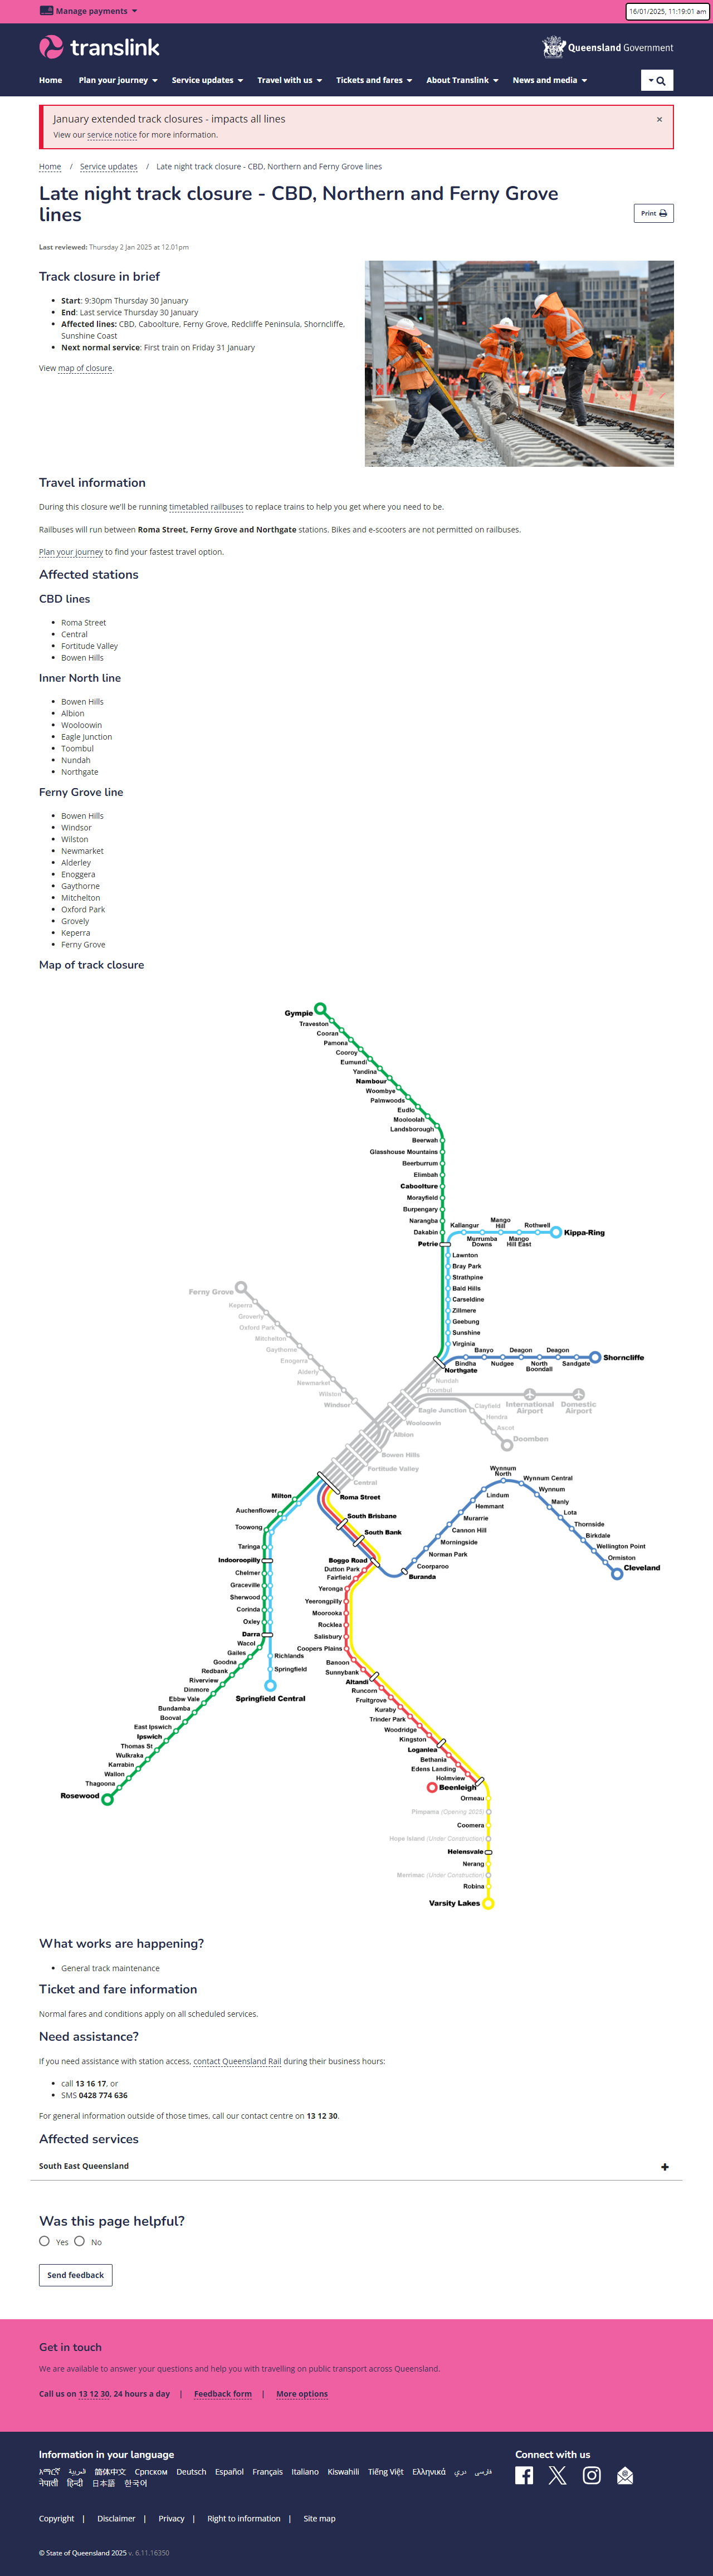 Manage payments
16/01/2025, 11:19:01 am
translink
Queensland Government
Home Plan your journey Service updates Travel with us Tickets and fares About Translink News and media
January extended track closures - impacts all lines
×
View our service notice for more information.
Home / Service updates / Late night track closure - CBD, Northern and Ferny Grove lines
Late night track closure - CBD, Northern and Ferny Grove
lines
Print
Last reviewed: Thursday 2 Jan 2025 at 12.01pm
Track closure in brief
Start: 9:30pm Thursday 30 January
End: Last service Thursday 30 January
Affected lines: CBD, Caboolture, Ferny Grove, Redcliffe Peninsula, Shorncliffe,
Sunshine Coast
Next normal service: First train on Friday 31 January
View map of closure.
Travel information
During this closure we'll be running timetabled railbuses to replace trains to help you get where you need to be.
Railbuses will run between Roma Street, Ferny Grove and Northgate stations. Bikes and e-scooters are not permitted on railbuses.
Plan your journey to find your fastest travel option.
Affected stations
CBD lines
Roma Street
Central
Fortitude Valley
Bowen Hills
Inner North line
Bowen Hills
Albion
Wooloowin
Eagle Junction
Toombul
Nundah
Northgate
Ferny Grove line
Bowen Hills
Windsor
Wilston
Newmarket
Alderley
Enoggera
Gaythorne
Mitchelton
Oxford Park
Grovely
Keperra
Ferny Grove
Map of track closure
Gympie
Traveston
Cooran
Pamona
Cooroy
Eumundi
Yandina
Nambour
Woombye
Palmwoods
Eudlo
Mooloolah
Landsborough
Beerwah
Glasshouse Mountains
Beerburrum
Elimbah
Caboolture
Morayfield
Burpengary
Narangba
Dakabin
Petrie
Kallangur
Murrumba
Downs
Mango
Hill
Mango
Hill East
Rothwell
Kippa-Ring
Lawnton
Bray Park
Strathpine
Bald Hills
Carseldine
Zillmere
Geebung
Sunshine
Virginia
Northgate
Bindha
Banyo
Nudgee
Deagon
North
Boondall
Deagon
Sandgate
Shorncliffe
Ferny Grove
Keperra
Groverly
Oxford Park
Mitchelton
Gaythorne
Enogerra
Alderly
Newmarket
Wilston
Windsor
Nundah
Toombul
Eagle Junction
Wooloowin
Albion
Bowen Hills
Fortitude Valley
Central
Clayfield
Hendra
Ascot
Doomben
International
Airport
Domestic
Airport
Roma Street
Milton
Auchenflower
Toowong
Taringa
Indooroopilly
Chelmer
Graceville
Sherwood
Corinda
Oxley
Darra
Wacol
Gailes
Goodna
Redbank
Riverview
Dinmore
Ebbw Vale
Bundamba
Booval
East Ipswich
Ipswich
Thomas St
Wulkraka
Karrabin
Wallon
Thagoona
Rosewood
Richlands
Springfield
Springfield Central
South Brisbane
South Bank
Boggo Road
Dutton Park
Fairfield
Yeronga
Yeerongpilly
Moorooka
Rocklea
Salisbury
Coopers Plains
Banoon
Sunnybank
Altandi
Runcorn
Fruitgrove
Kuraby
Trinder Park
Woodridge
Kingston
Loganlea
Bethania
Edens Landing
Holmview
Beenleigh
Ormeau
Pimpama (Opening 2025)
Coomera
Hope Island (Under Construction)
Helensvale
Nerang
Merrimac (Under Construction)
Robina
Varsity Lakes
Buranda
Coorparoo
Norman Park
Morningside
Cannon Hill
Murarrie
Hemmant
Lindum
Wynnum
North
Wynnum Central
Wynnum
Manly
Lota
Thornside
Birkdale
Wellington Point
Ormiston
Cleveland
What works are happening?
General track maintenance
Ticket and fare information
Normal fares and conditions apply on all scheduled services.
Need assistance?
If you need assistance with station access, contact Queensland Rail during their business hours:
call 13 16 17, or
SMS 0428 774 636
For general information outside of those times, call our contact centre on 13 12 30.
Affected services
South East Queensland
Was this page helpful?
Yes No
Send feedback
Get in touch
We are available to answer your questions and help you with travelling on public transport across Queensland.
Call us on 13 12 30, 24 hours a day | Feedback form | More options
Information in your language
አማርኛ العربية 简体中文 Српском Deutsch Español Français Italiano Kiswahili Tiếng Việt Ελληνικά دری فارسی
नेपाली हिन्दी 日本語 한국어
Connect with us
Copyright | Disclaimer | Privacy | Right to information | Site map
© State of Queensland 2025 v. 6.11.16350